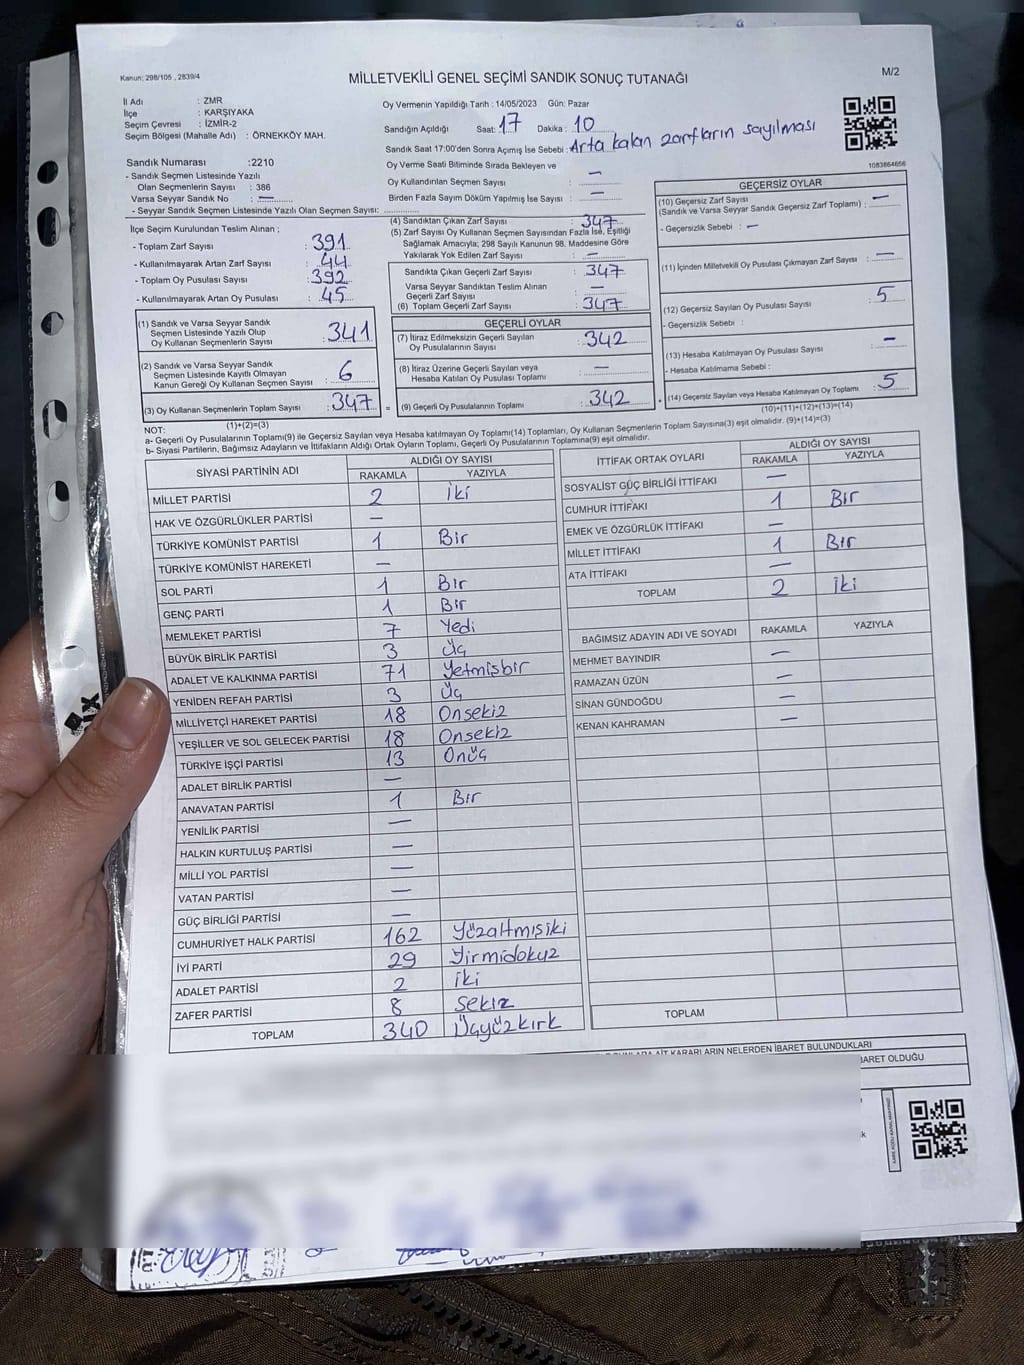 Kanun: 298/105 , 2839/4
MİLLETVEKİLİ GENEL SEÇİMİ SANDIK SONUÇ TUTANAĞI
M/2
İl Adı : ZMR
İlçe : KARŞIYAKA
Seçim Çevresi : İZMİR-2
Seçim Bölgesi (Mahalle Adı) : ÖRNEKKÖY MAH.
Oy Vermenin Yapıldığı Tarih : 14/05/2023 Gün: Pazar
Sandığın Açıldığı Saat: 17 Dakika : 10
Sandık Saat 17:00'den Sonra Açımış İse Sebebi : Arta kalan zarfların sayılması
1083864656
Sandık Numarası :2210
- Sandık Seçmen Listesinde Yazılı
Olan Seçmenlerin Sayısı : 386
Varsa Seyyar Sandık No : —
- Seyyar Sandık Seçmen Listesinde Yazılı Olan Seçmen Sayısı:
İlçe Seçim Kurulundan Teslim Alınan ;
- Toplam Zarf Sayısı : 391
- Kullanılmayarak Artan Zarf Sayısı : 44
- Toplam Oy Pusulası Sayısı : 392
- Kullanılmayarak Artan Oy Pusulası : 45
(1) Sandık ve Varsa Seyyar Sandık
Seçmen Listesinde Yazılı Olup
Oy Kullanan Seçmenlerin Sayısı : 341
(2) Sandık ve Varsa Seyyar Sandık
Seçmen Listesinde Kayıtlı Olmayan
Kanun Gereği Oy Kullanan Seçmen Sayısı : 6
(3) Oy Kullanan Seçmenlerin Toplam Sayısı : 347
(1)+(2)=(3)
Oy Verme Saati Bitiminde Sırada Bekleyen ve
Oy Kullandırılan Seçmen Sayısı : —
Birden Fazla Sayım Döküm Yapılmış İse Sayısı : —
(4) Sandıktan Çıkan Zarf Sayısı : 347
(5) Zarf Sayısı Oy Kullanan Seçmen Sayısından Fazla İse, Eşitliği
Sağlamak Amacıyla; 298 Sayılı Kanunun 98. Maddesine Göre
Yakılarak Yok Edilen Zarf Sayısı : —
Sandıkta Çıkan Geçerli Zarf Sayısı : 347
Varsa Seyyar Sandıktan Teslim Alınan
Geçerli Zarf Sayısı : —
(6) Toplam Geçerli Zarf Sayısı : 347
GEÇERLİ OYLAR
(7) İtiraz Edilmeksizin Geçerli Sayılan
Oy Pusulalarının Sayısı : 342
(8) İtiraz Üzerine Geçerli Sayılan veya
Hesaba Katılan Oy Pusulası Toplamı : —
= (9) Geçerli Oy Pusulalarının Toplamı : 342
GEÇERSİZ OYLAR
(10) Geçersiz Zarf Sayısı
(Sandık ve Varsa Seyyar Sandık Geçersiz Zarf Toplamı) : —
- Geçersizlik Sebebi : —
(11) İçinden Milletvekili Oy Pusulası Çıkmayan Zarf Sayısı : —
(12) Geçersiz Sayılan Oy Pusulası Sayısı : 5
- Geçersizlik Sebebi :
(13) Hesaba Katılmayan Oy Pusulası Sayısı : —
- Hesaba Katılmama Sebebi :
+ (14) Geçersiz Sayılan veya Hesaba Katılmayan Oy Toplamı : 5
(10)+(11)+(12)+(13)=(14)
NOT:
a- Geçerli Oy Pusulalarının Toplamı(9) ile Geçersiz Sayılan veya Hesaba katılmayan Oy Toplamı(14) Toplamları, Oy Kullanan Seçmenlerin Toplam Sayısına(3) eşit olmalıdır. (9)+(14)=(3)
b- Siyasi Partilerin, Bağımsız Adayların ve İttifakların Aldığı Ortak Oyların Toplamı, Geçerli Oy Pusulalarının Toplamına(9) eşit olmalıdır.
SİYASİ PARTİNİN ADI ALDIĞI OY SAYISI
RAKAMLA YAZIYLA
MİLLET PARTİSİ 2 İki
HAK VE ÖZGÜRLÜKLER PARTİSİ —
TÜRKİYE KOMÜNİST PARTİSİ 1 Bir
TÜRKİYE KOMÜNİST HAREKETİ —
SOL PARTİ 1 Bir
GENÇ PARTİ 1 Bir
MEMLEKET PARTİSİ 7 Yedi
BÜYÜK BİRLİK PARTİSİ 3 Üç
ADALET VE KALKINMA PARTİSİ 71 Yetmişbir
YENİDEN REFAH PARTİSİ 3 Üç
MİLLİYETÇİ HAREKET PARTİSİ 18 Onsekiz
YEŞİLLER VE SOL GELECEK PARTİSİ 18 Onsekiz
TÜRKİYE İŞÇİ PARTİSİ 13 Onüç
ADALET BİRLİK PARTİSİ —
ANAVATAN PARTİSİ 1 Bir
YENİLİK PARTİSİ —
HALKIN KURTULUŞ PARTİSİ —
MİLLİ YOL PARTİSİ —
VATAN PARTİSİ —
GÜÇ BİRLİĞİ PARTİSİ —
CUMHURİYET HALK PARTİSİ 162 Yüzaltmışiki
İYİ PARTİ 29 Yirmidokuz
ADALET PARTİSİ 2 İki
ZAFER PARTİSİ 8 Sekiz
TOPLAM 340 Üçyüzkırk
İTTİFAK ORTAK OYLARI ALDIĞI OY SAYISI
RAKAMLA YAZIYLA
SOSYALİST GÜÇ BİRLİĞİ İTTİFAKI —
CUMHUR İTTİFAKI 1 Bir
EMEK VE ÖZGÜRLÜK İTTİFAKI —
MİLLET İTTİFAKI 1 Bir
ATA İTTİFAKI —
TOPLAM 2 İki
BAĞIMSIZ ADAYIN ADI VE SOYADI RAKAMLA YAZIYLA
MEHMET BAYINDIR —
RAMAZAN ÜZÜN —
SİNAN GÜNDOĞDU —
KENAN KAHRAMAN —
TOPLAM
AİT KARARLARIN NELERDEN İBARET BULUNDUKLARI
İBARET OLDUĞU